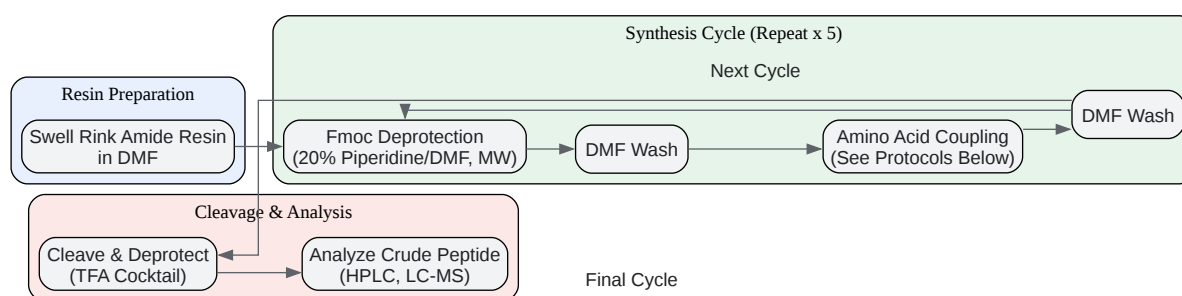 Synthesis Cycle (Repeat x 5)
Next Cycle
Resin Preparation
Swell Rink Amide Resin
in DMF
Fmoc Deprotection
(20% Piperidine/DMF, MW)
DMF Wash
Amino Acid Coupling
(See Protocols Below)
DMF Wash
Cleavage & Analysis
Cleave & Deprotect
(TFA Cocktail)
Analyze Crude Peptide
(HPLC, LC-MS)
Final Cycle